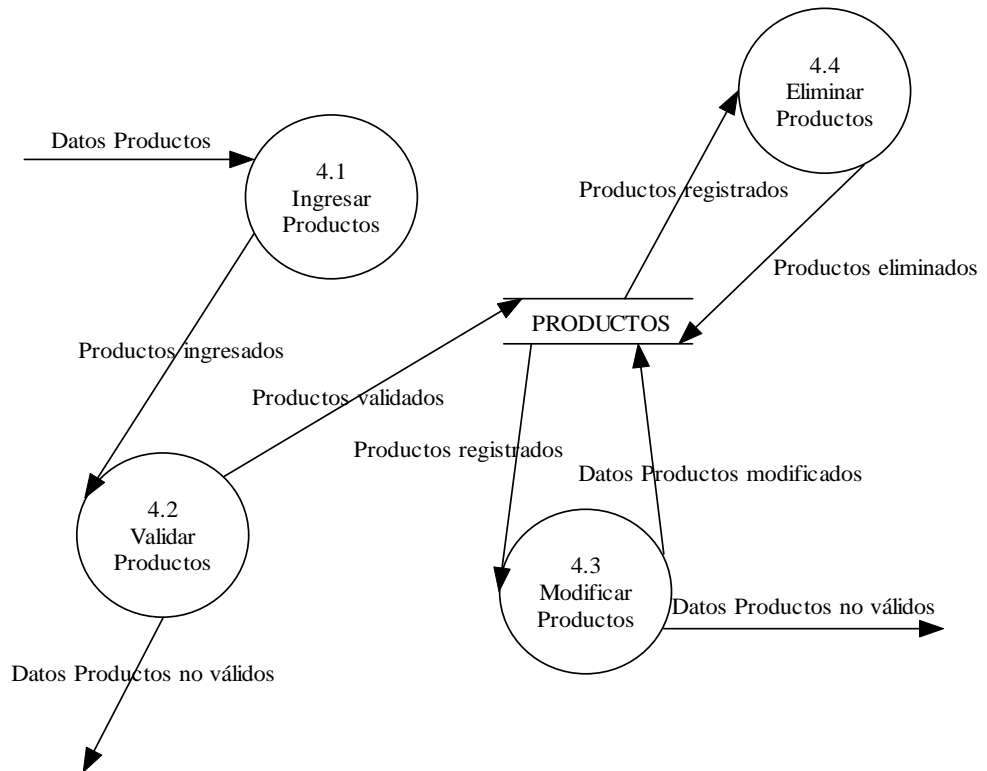 4.4
Eliminar
Productos
Datos Productos
4.1
Ingresar
Productos
Productos registrados
Productos eliminados
PRODUCTOS
Productos ingresados
Productos validados
Productos registrados
Datos Productos modificados
4.2
Validar
Productos
4.3
Modificar
Productos
Datos Productos no válidos
Datos Productos no válidos